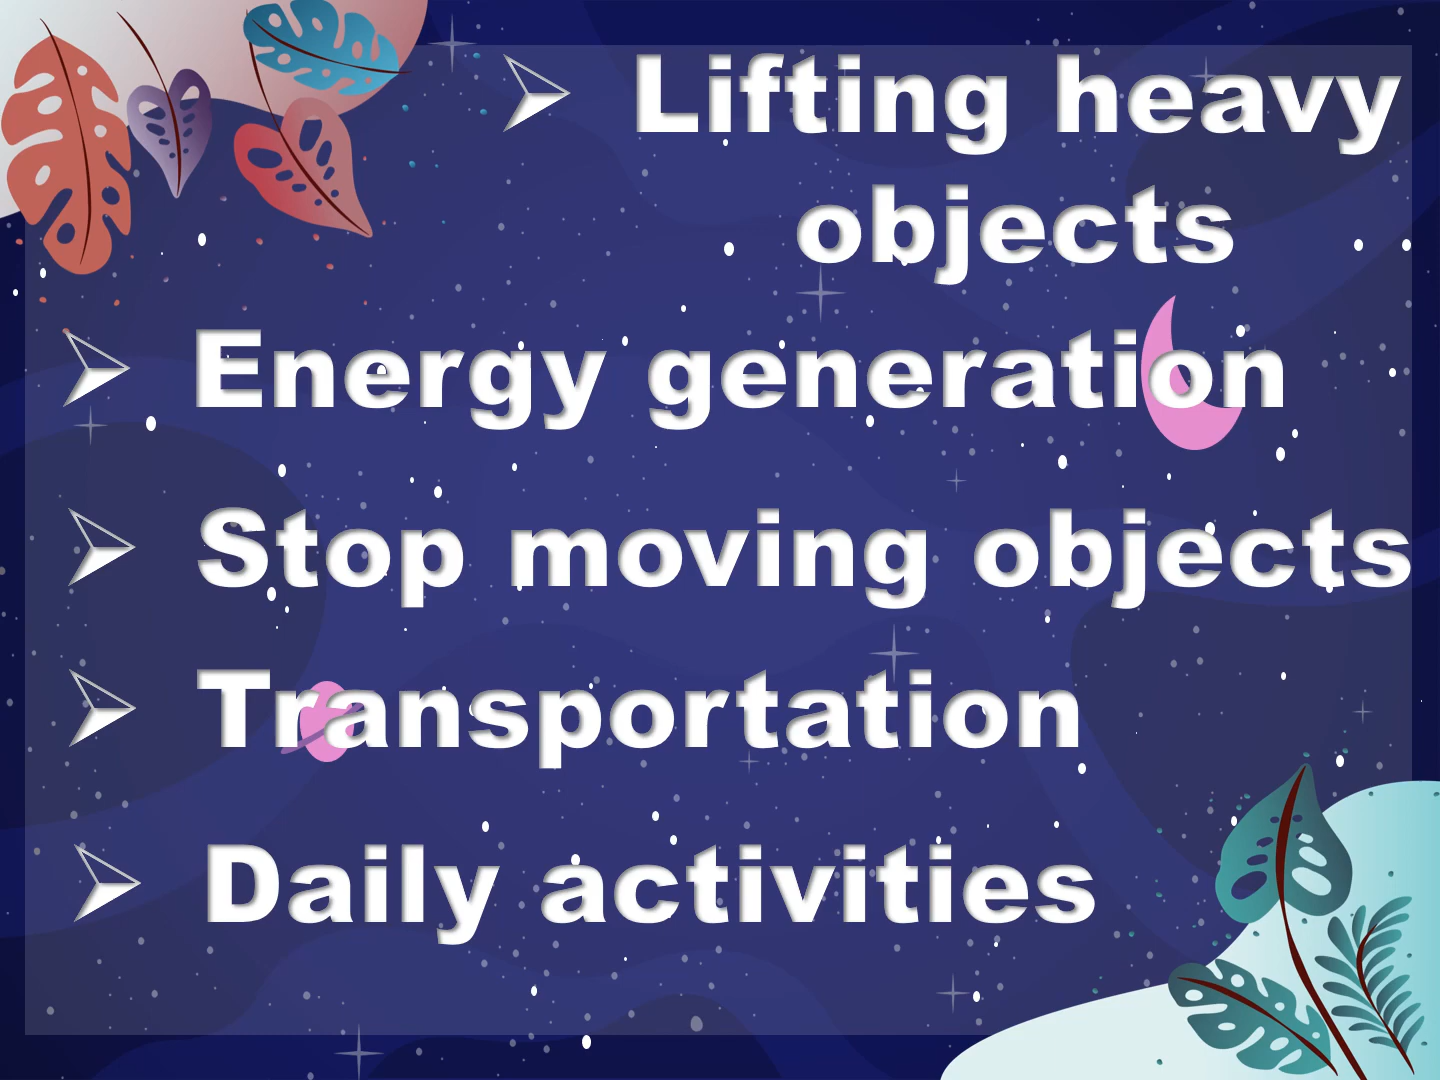 ➢ Lifting heavy
objects
➢ Energy generation
➢ Stop moving objects
➢ Transportation
➢ Daily activities